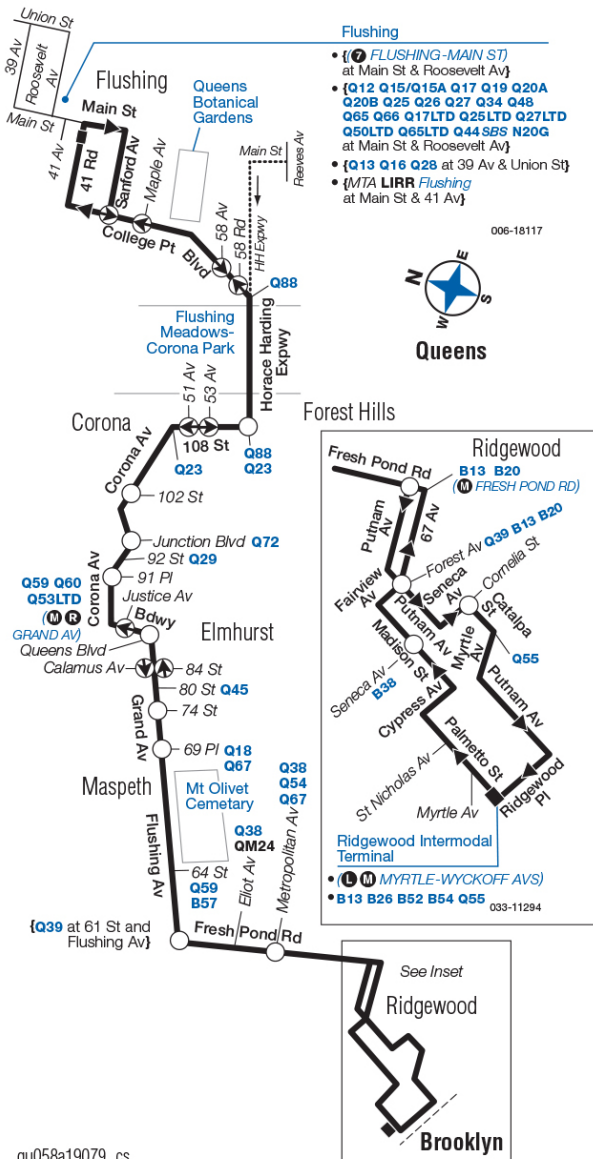 Union St
39 Av
Roosevelt
Av
Main St
Flushing
Main St
41 Av
41 Rd
Sanford Av
Maple Av
College Pt
Blvd
Queens
Botanical
Gardens
58 Av
58 Rd
Main St
Reeves Av
HH Expwy
Q88
Flushing
• {(7 FLUSHING-MAIN ST)
at Main St & Roosevelt Av}
• {Q12 Q15/Q15A Q17 Q19 Q20A
Q20B Q25 Q26 Q27 Q34 Q48
Q65 Q66 Q17LTD Q25LTD Q27LTD
Q50LTD Q65LTD Q44SBS N20G
at Main St & Roosevelt Av}
• {Q13 Q16 Q28 at 39 Av & Union St}
• {MTA LIRR Flushing
at Main St & 41 Av}
006-18117
N
E
S
W
Queens
Flushing
Meadows-
Corona Park
Horace Harding
Expwy
51 Av
53 Av
Corona
108 St
Forest Hills
Q88
Q23
Q23
Corona Av
102 St
Junction Blvd Q72
92 St Q29
91 Pl
Corona Av
Justice Av
Q59 Q60
Q53LTD
(M R
GRAND AV)
Bdwy
Queens Blvd
Elmhurst
Calamus Av
84 St
80 St Q45
74 St
Grand Av
69 Pl Q18
Q67
Maspeth
Mt Olivet
Cemetary
Q38
Q54
Q67
Q38
QM24
Flushing Av
64 St
Q59
B57
Eliot Av
Metropolitan Av
{Q39 at 61 St and
Flushing Av}
Fresh Pond Rd
Ridgewood
Fresh Pond Rd
B13 B20
(M FRESH POND RD)
Putnam
Av
67 Av
Forest Av Q39 B13 B20
Seneca
Av
Cornelia St
Fairview
Av
Putnam Av
Catalpa
St
Myrtle
Av
Q55
Madison St
Seneca Av
B38
Cypress Av
Putnam Av
Palmetto St
St Nicholas Av
Myrtle Av
Ridgewood
Pl
Ridgewood Intermodal
Terminal
• (L M MYRTLE-WYCKOFF AVS)
• B13 B26 B52 B54 Q55
033-11294
See Inset
Ridgewood
Brooklyn
qu058a19079_cs